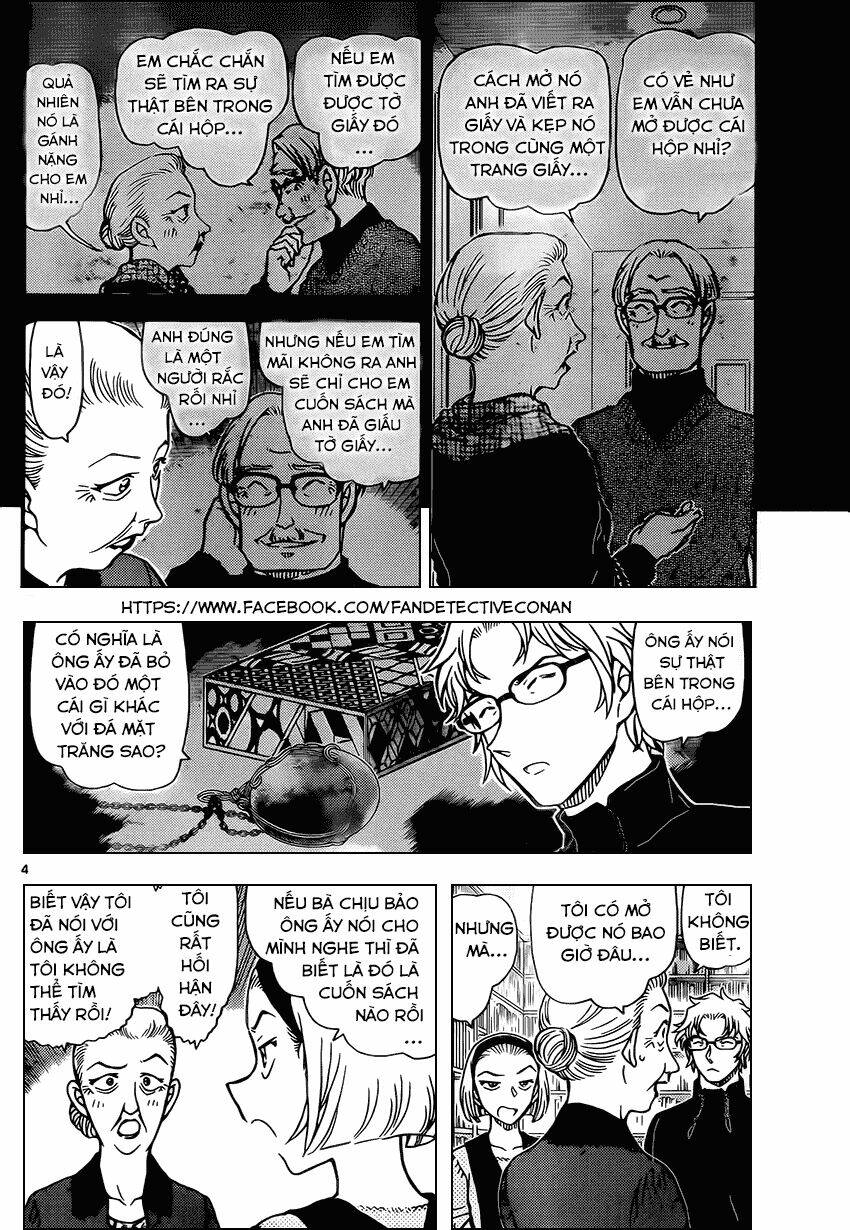 CÓ VẺ NHƯ
EM VẪN CHƯA
MỞ ĐƯỢC CÁI
HỘP NHỈ?
CÁCH MỞ NÓ
ANH ĐÃ VIẾT RA
GIẤY VÀ KẸP NÓ
TRONG CÙNG MỘT
TRANG GIẤY...
NẾU EM
TÌM ĐƯỢC
ĐƯỢC TỜ
GIẤY ĐÓ
...
EM CHẮC CHẮN
SẼ TÌM RA SỰ
THẬT BÊN TRONG
CÁI HỘP...
QUẢ
NHIÊN
NÓ LÀ
GÁNH
NẶNG
CHO EM
NHỈ...
NHƯNG NẾU EM TÌM
MÃI KHÔNG RA ANH
SẼ CHỈ CHO EM
CUỐN SÁCH MÀ
ANH ĐÃ GIẤU
TỜ GIẤY...
ANH ĐÚNG
LÀ MỘT
NGƯỜI RẮC
RỐI NHỈ
...
LÀ
VẬY
ĐÓ!
HTTPS://WWW.FACEBOOK.COM/FANDETECTIVECONAN
ÔNG ẤY NÓI
SỰ THẬT
BÊN TRONG
CÁI HỘP...
CÓ NGHĨA LÀ
ÔNG ẤY ĐÃ BỎ
VÀO ĐÓ MỘT
CÁI GÌ KHÁC
VỚI ĐÁ MẶT
TRĂNG SAO?
4
TÔI
KHÔNG
BIẾT.
TÔI CÓ MỞ
ĐƯỢC NÓ BAO
GIỜ ĐÂU...
NHƯNG
MÀ...
NẾU BÀ CHỊU BẢO
ÔNG ẤY NÓI CHO
MÌNH NGHE THÌ ĐÃ
BIẾT LÀ ĐÓ LÀ
CUỐN SÁCH
NÀO RỒI
...
TÔI
CŨNG
RẤT
HỐI
HẬN
ĐÂY!
BIẾT VẬY TÔI
ĐÃ NÓI VỚI
ÔNG ẤY LÀ
TÔI KHÔNG
THỂ TÌM
THẤY RỒI!